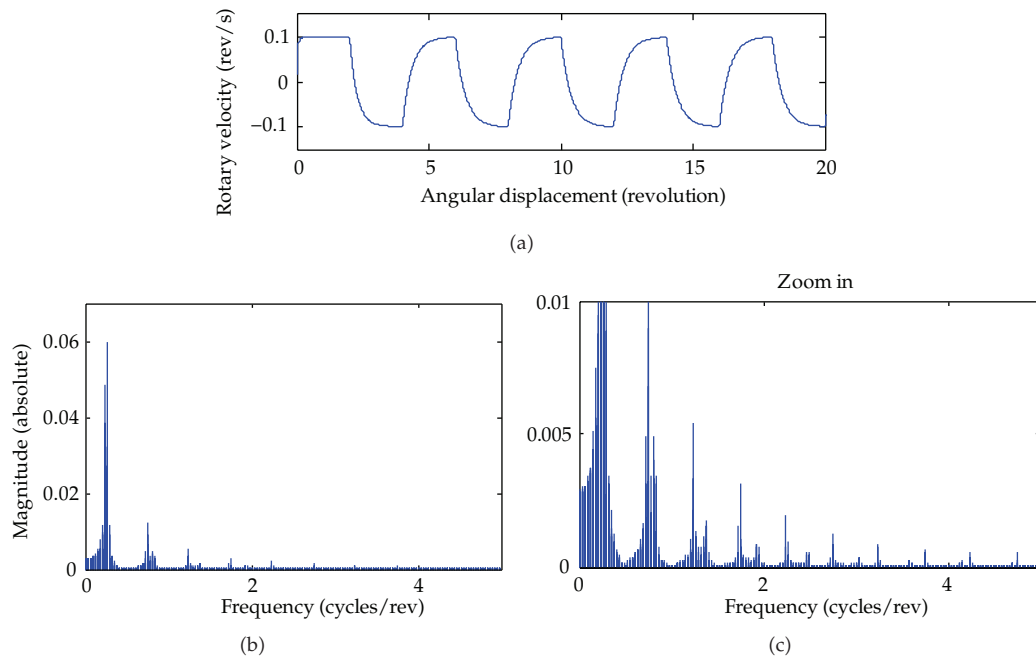 Rotary velocity (rev/s)
0.1
0
−0.1
0 5 10 15 20
Angular displacement (revolution)
(a)
Magnitude (absolute)
0.06
0.04
0.02
0
0 2 4
Frequency (cycles/rev)
(b)
Zoom in
0.01
0.005
0
0 2 4
Frequency (cycles/rev)
(c)